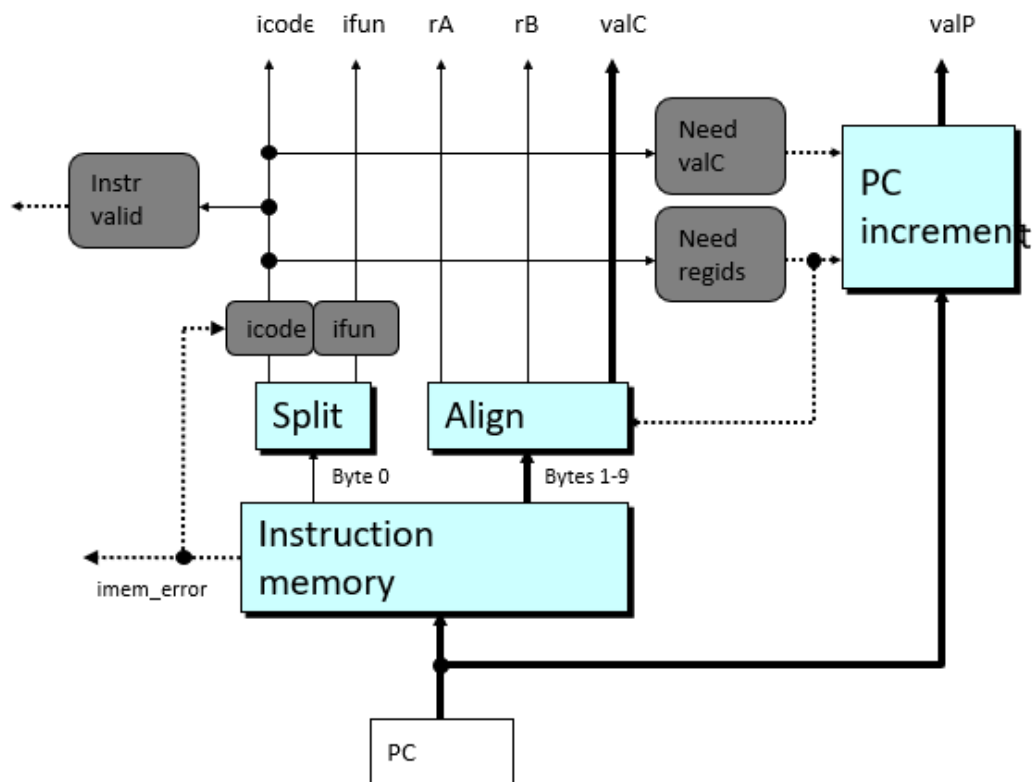 icode ifun rA rB valC valP
Need
valC
Instr
valid
PC
increment
Need
regids
icode ifun
Split
Align
Byte 0 Bytes 1-9
Instruction
memory
imem_error
PC